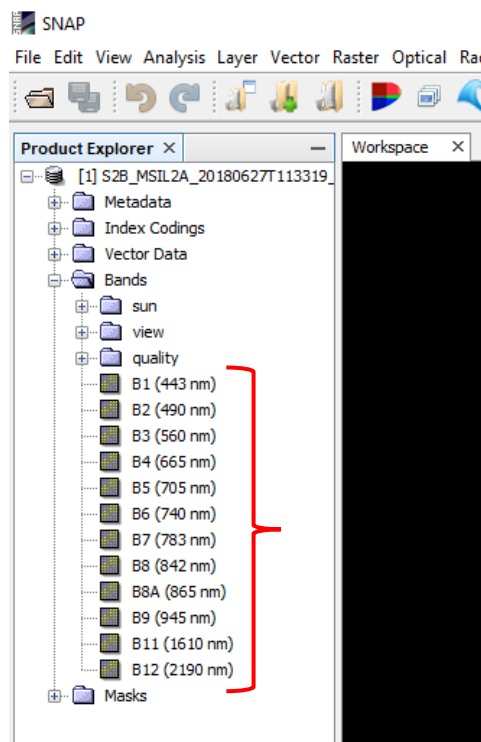 SNAP
File Edit View Analysis Layer Vector Raster Optical Ra
Product Explorer
Workspace
[1] S2B_MSIL2A_20180627T113319_
Metadata
Index Codings
Vector Data
Bands
sun
view
quality
B1 (443 nm)
B2 (490 nm)
B3 (560 nm)
B4 (665 nm)
B5 (705 nm)
B6 (740 nm)
B7 (783 nm)
B8 (842 nm)
B8A (865 nm)
B9 (945 nm)
B11 (1610 nm)
B12 (2190 nm)
Masks